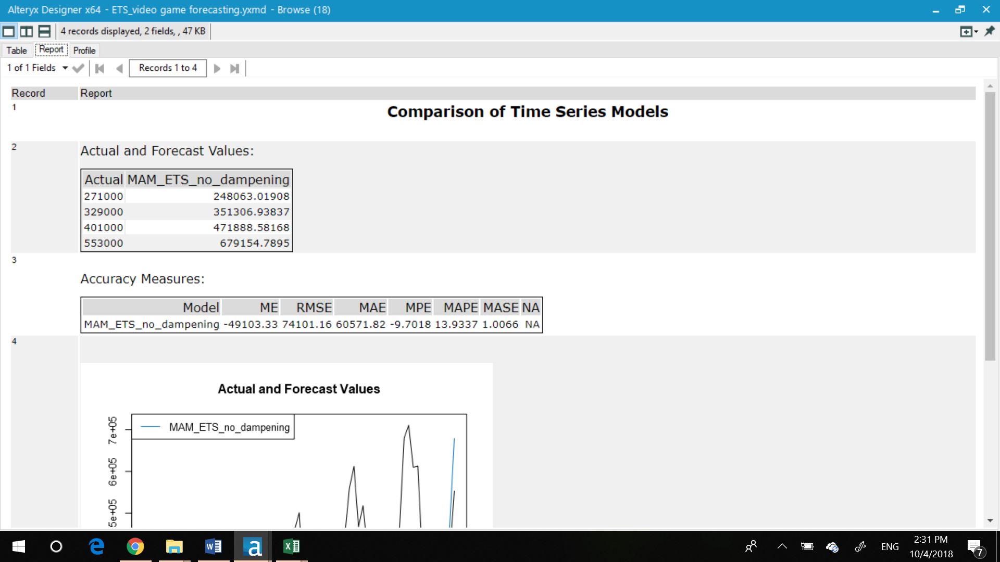 Alteryx Designer x64 - ETS_video game forecasting.yxmd - Browse (18)
4 records displayed, 2 fields, , 47 KB
Table Report Profile
1 of 1 Fields Records 1 to 4
Record Report
1
Comparison of Time Series Models
2
Actual and Forecast Values:
Actual MAM_ETS_no_dampening
271000 248063.01908
329000 351306.93837
401000 471888.58168
553000 679154.7895
3
Accuracy Measures:
Model ME RMSE MAE MPE MAPE MASE NA
MAM_ETS_no_dampening -49103.33 74101.16 60571.82 -9.7018 13.9337 1.0066 NA
4
Actual and Forecast Values
MAM_ETS_no_dampening
7e+05
6e+05
5e+05
ENG
2:31 PM
10/4/2018
7